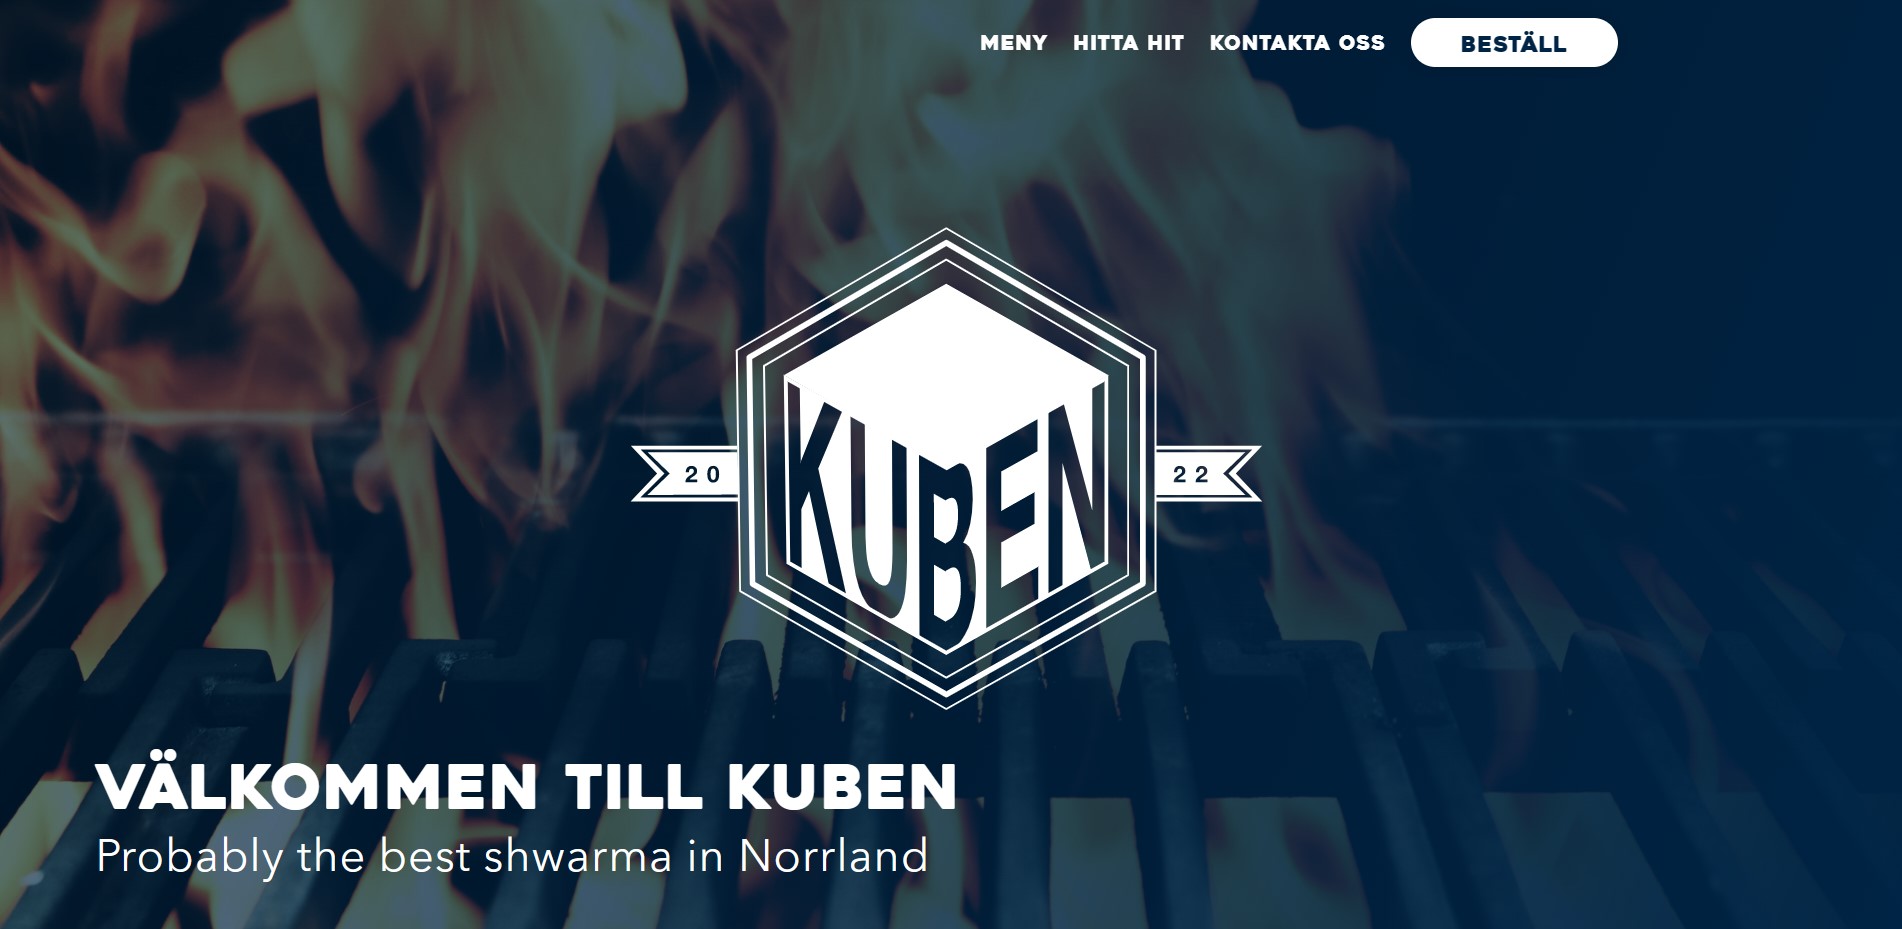 MENY HITTA HIT KONTAKTA OSS BESTÄLL
KUBEN
20 22
VÄLKOMMEN TILL KUBEN
Probably the best shwarma in Norrland